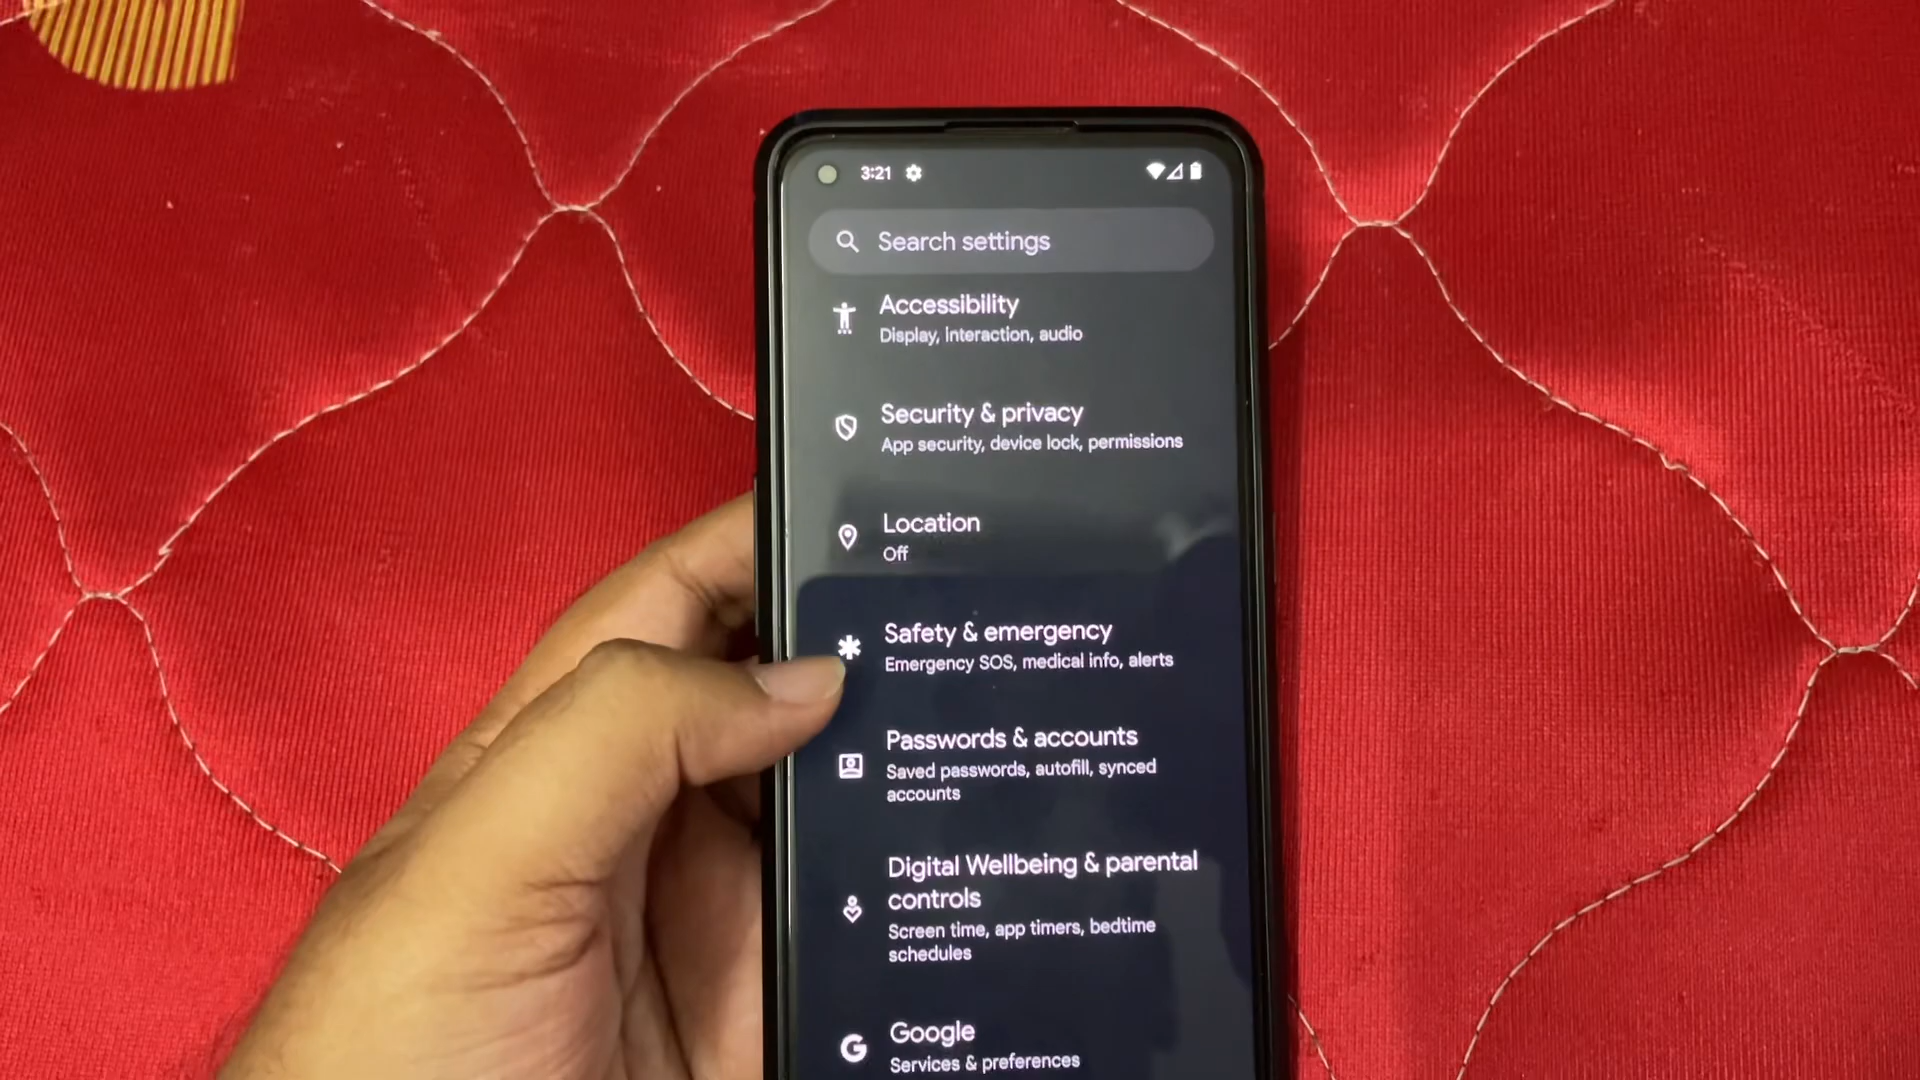 3:21
Search settings
Accessibility
Display, interaction, audio
Security & privacy
App security, device lock, permissions
Location
Off
Safety & emergency
Emergency SOS, medical info, alerts
Passwords & accounts
Saved passwords, autofill, synced
accounts
Digital Wellbeing & parental
controls
Screen time, app timers, bedtime
schedules
Google
Services & preferences